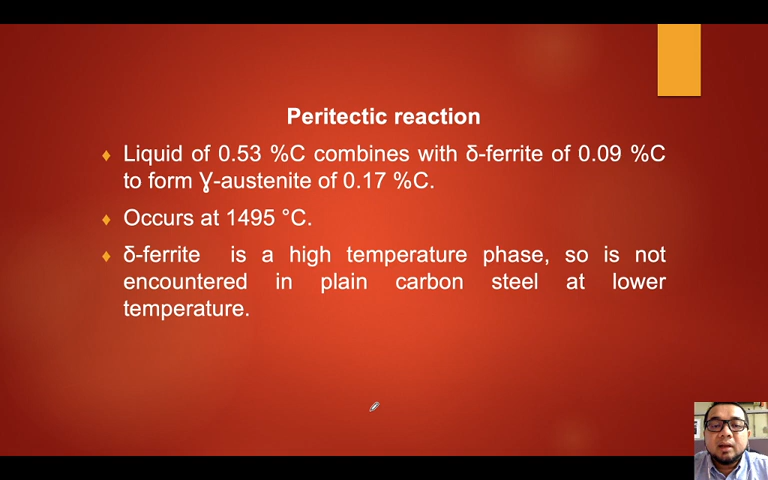 Peritectic reaction
Liquid of 0.53 %C combines with δ-ferrite of 0.09 %C
to form Ɣ-austenite of 0.17 %C.
Occurs at 1495 °C.
δ-ferrite is a high temperature phase, so is not
encountered in plain carbon steel at lower
temperature.